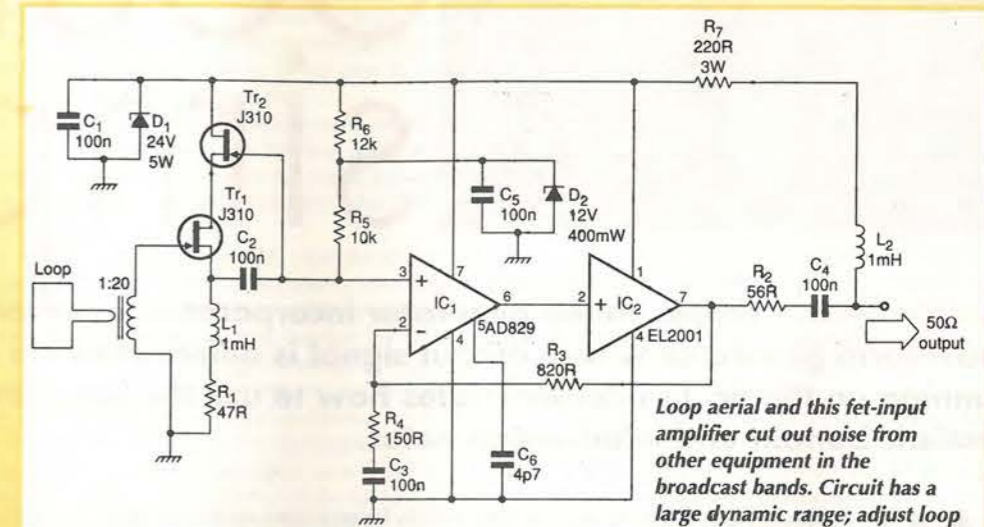 R7
220R
3W
C1
100n
D1
24V
5W
Tr2
J310
R6
12k
Tr1
J310
C2
100n
R5
10k
C5
100n
D2
12V
400mW
L2
1mH
Loop
1:20
L1
1mH
R1
47R
3
+
7
IC1
6
2
-
5
AD829
4
1
2
+
IC2
7
EL2001
4
R2
56R
C4
100n
50Ω
output
R3
820R
R4
150R
C3
100n
C6
4p7
Loop aerial and this fet-input
amplifier cut out noise from
other equipment in the
broadcast bands. Circuit has a
large dynamic range; adjust loop